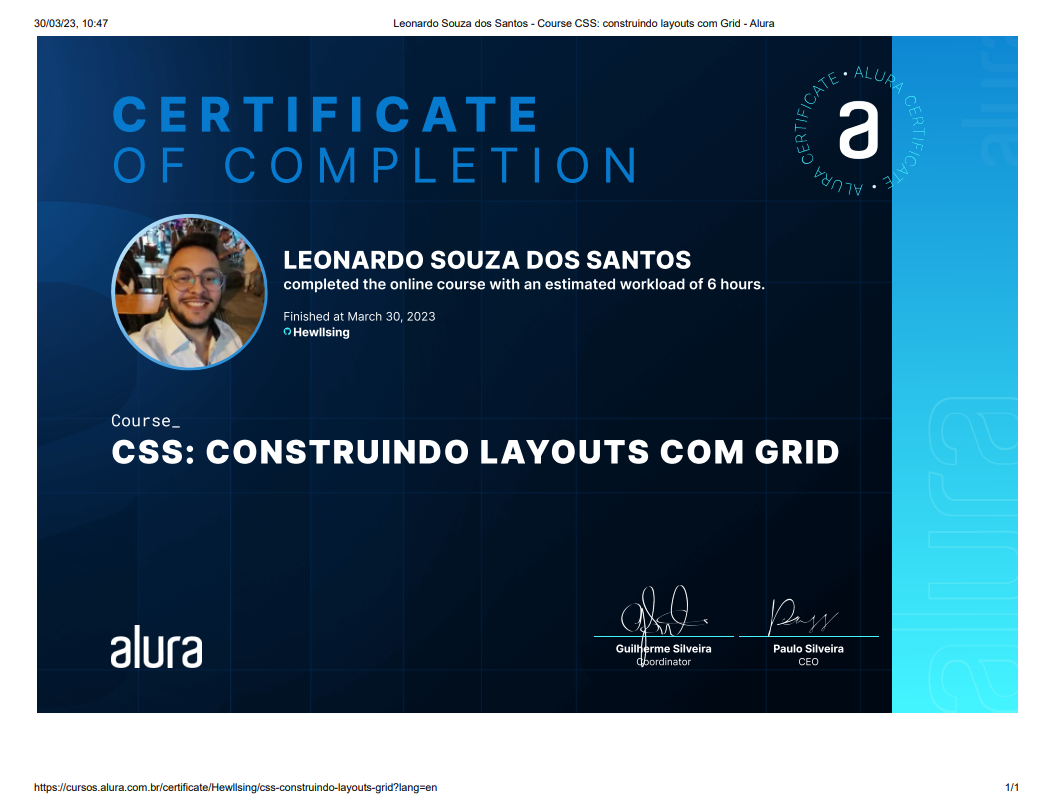 30/03/23, 10:47 Leonardo Souza dos Santos - Course CSS: construindo layouts com Grid - Alura
CERTIFICATE
OF COMPLETION
ALURA CERTIFICATE • ALURA CERTIFICATE •
a
alura
LEONARDO SOUZA DOS SANTOS
completed the online course with an estimated workload of 6 hours.
Finished at March 30, 2023
Hewllsing
Course_
CSS: CONSTRUINDO LAYOUTS COM GRID
alura
alura
Guilherme Silveira Paulo Silveira
Coordinator CEO
https://cursos.alura.com.br/certificate/Hewllsing/css-construindo-layouts-grid?lang=en 1/1